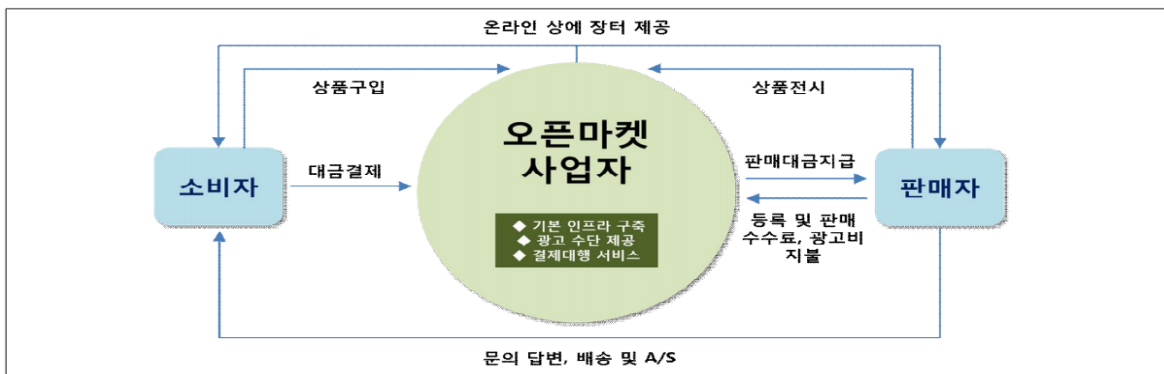 온라인 상에 장터 제공
상품구입
상품전시
오픈마켓
사업자
소비자
대금결제
판매대금지급
판매자
등록 및 판매
수수료, 광고비
지불
◆ 기본 인프라 구축
◆ 광고 수단 제공
◆ 결제대행 서비스
문의 답변, 배송 및 A/S